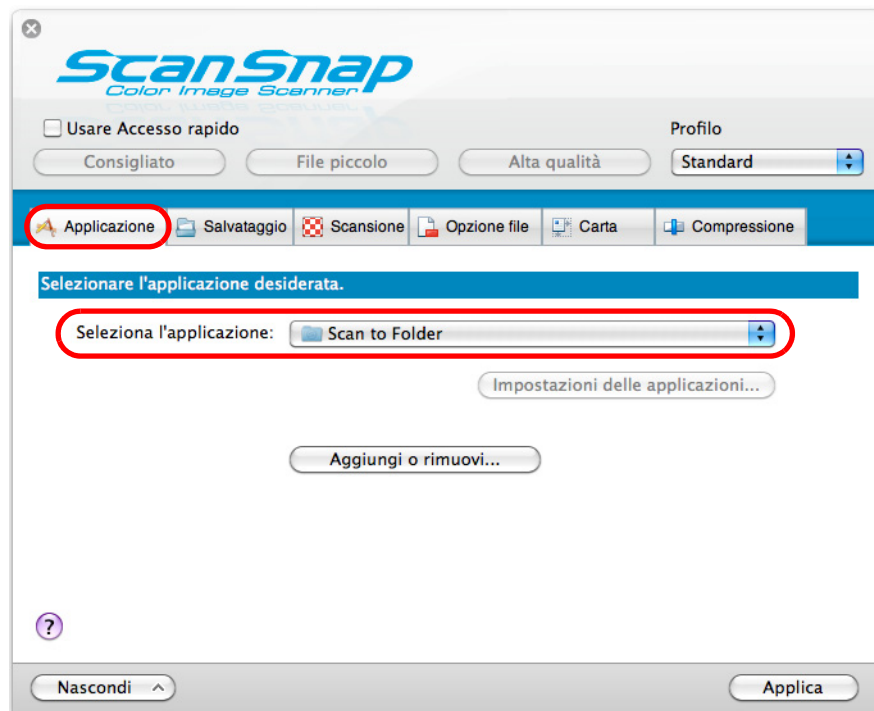 ScanSnap
Color Image Scanner
Usare Accesso rapido
Profilo
Consigliato File piccolo Alta qualità Standard
Applicazione Salvataggio Scansione Opzione file Carta Compressione
Selezionare l'applicazione desiderata.
Seleziona l'applicazione: Scan to Folder
Impostazioni delle applicazioni...
Aggiungi o rimuovi...
?
Nascondi Applica